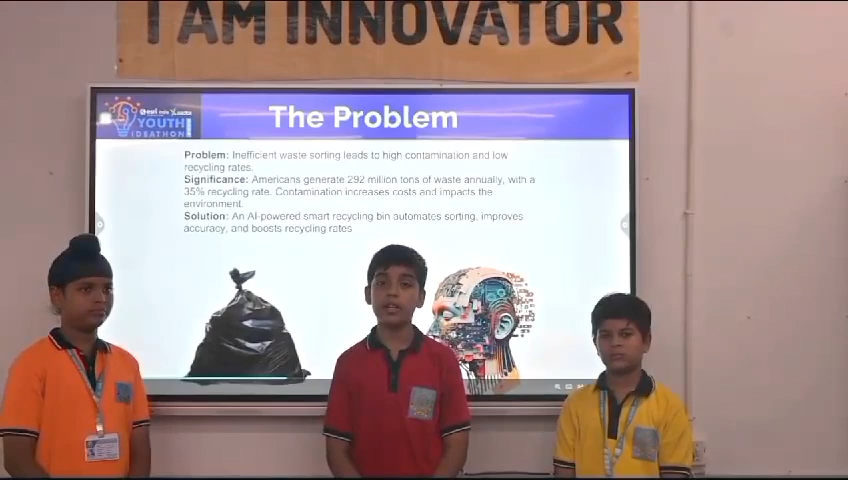 I AM INNOVATOR
YOUTH
IDEATHON
The Problem
Problem: Inefficient waste sorting leads to high contamination and low
recycling rates.
Significance: Americans generate 292 million tons of waste annually, with a
35% recycling rate. Contamination increases costs and impacts the
environment.
Solution: An AI-powered smart recycling bin automates sorting, improves
accuracy, and boosts recycling rates